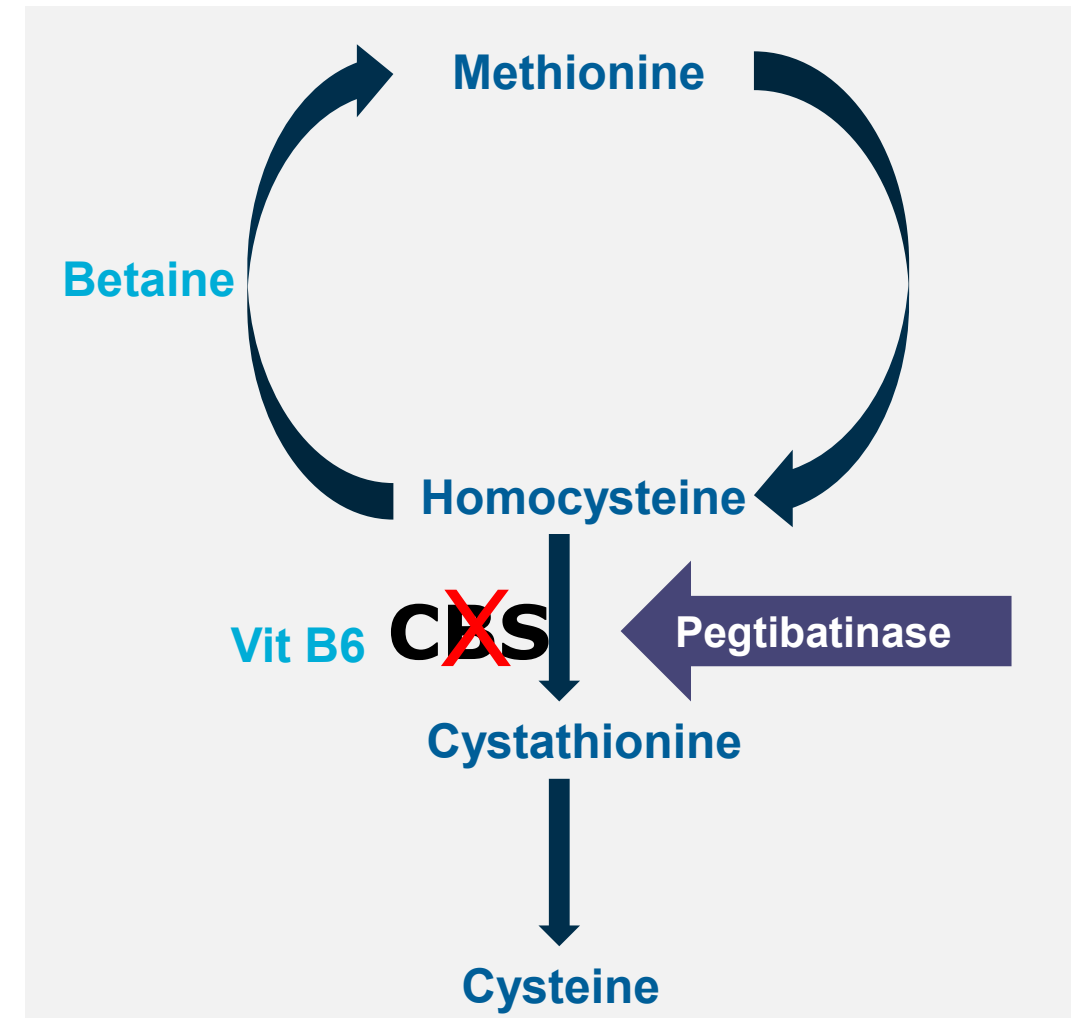 Methionine
Betaine
Homocysteine
Vit B6
CBS
Pegtibatinase
Cystathionine
Cysteine